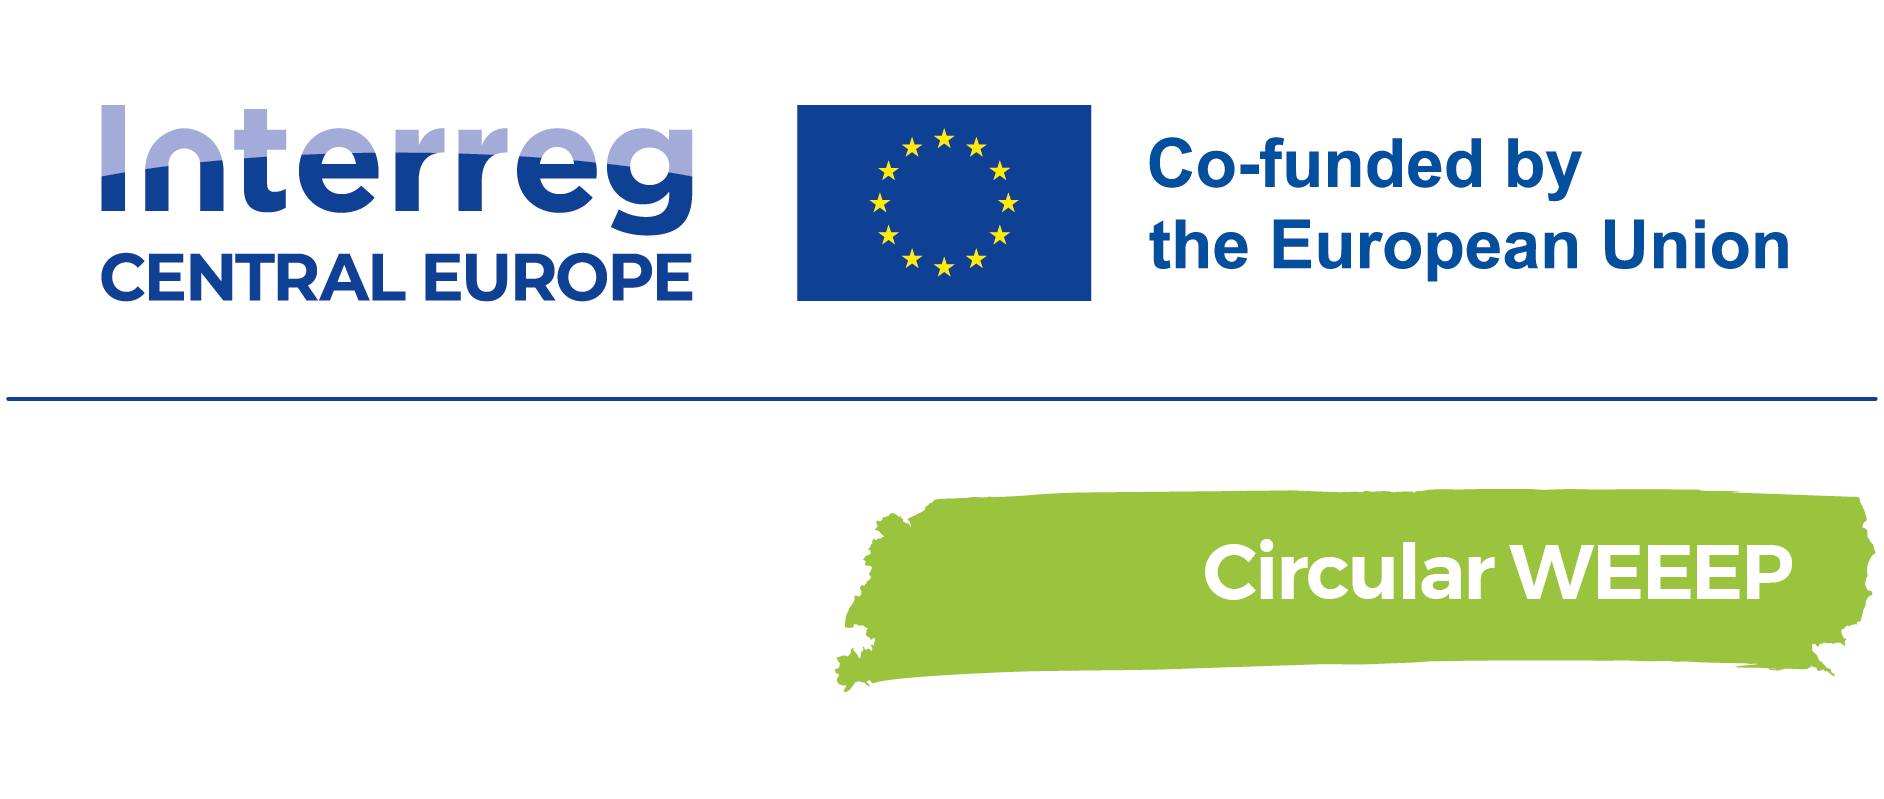 Interreg
CENTRAL EUROPE
Co-funded by
the European Union
Circular WEEEP